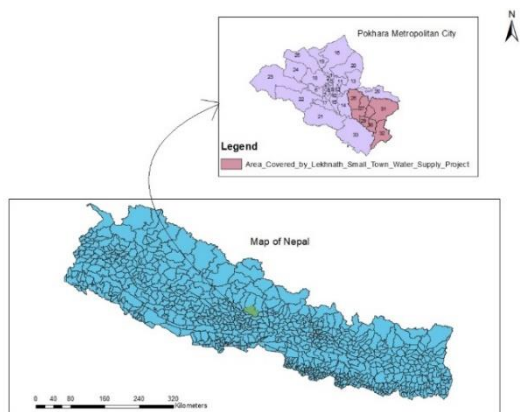 N
Pokhara Metropolitan City
Legend
Area_Covered_by_Lekhnath_Small_Town_Water_Supply_Project
Map of Nepal
0 40 80 160 240 320
Kilometers